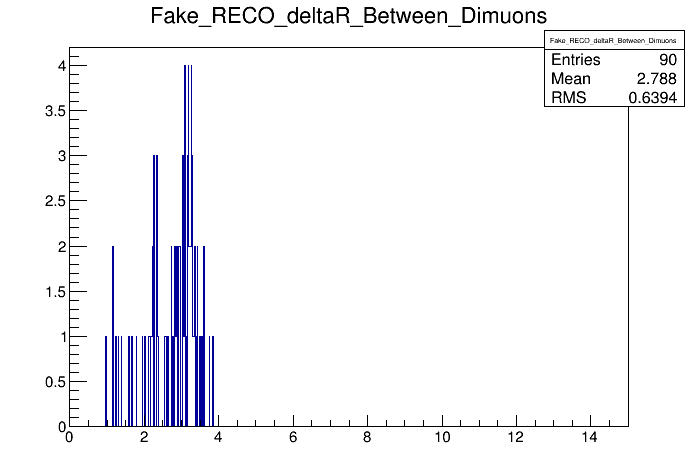 Fake_RECO_deltaR_Between_Dimuons
Fake_RECO_deltaR_Between_Dimuons
Entries 90
Mean 2.788
RMS 0.6394
4
3.5
3
2.5
2
1.5
1
0.5
0
0 2 4 6 8 10 12 14